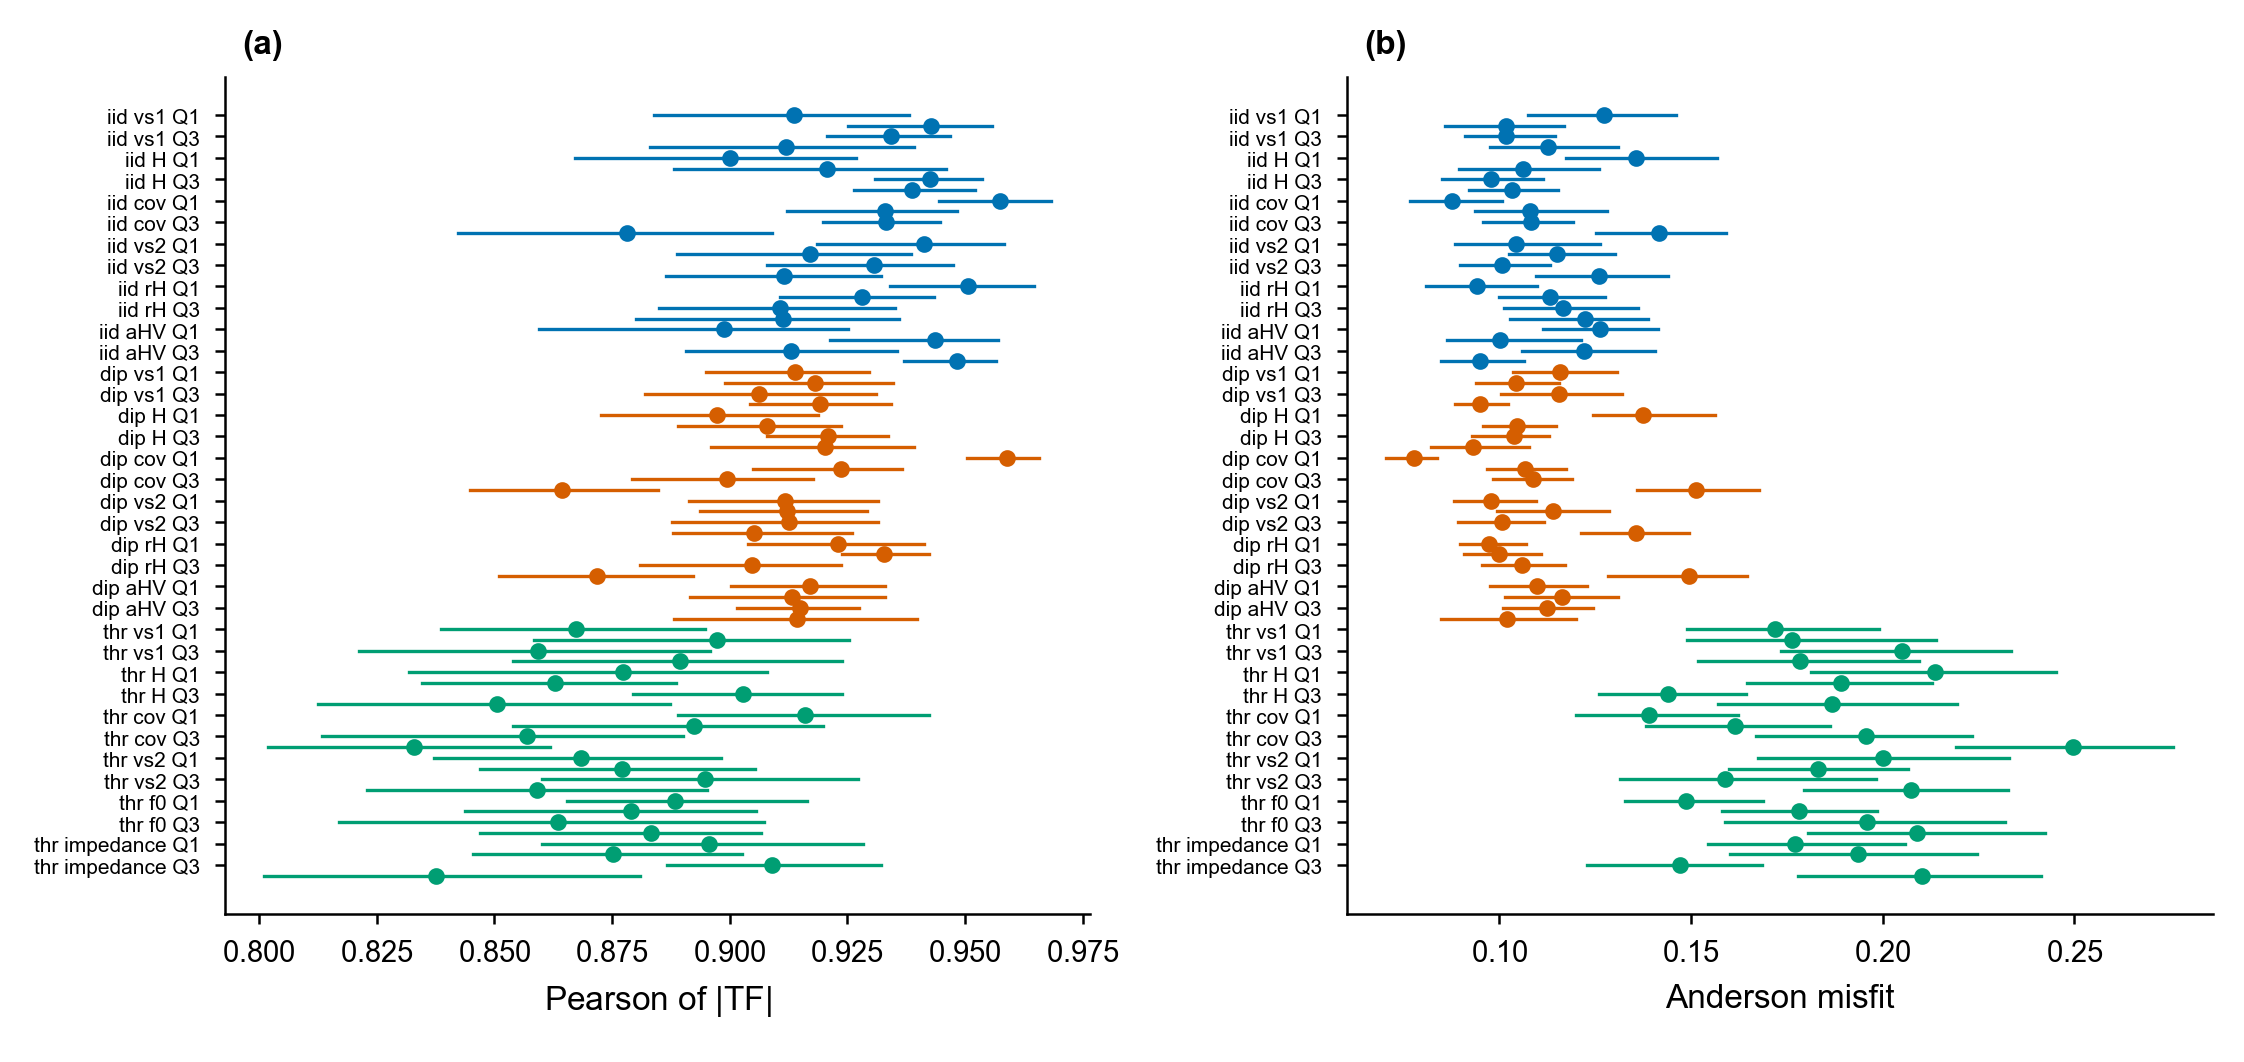 (a)
iid vs1 Q1
iid vs1 Q3
iid H Q1
iid H Q3
iid cov Q1
iid cov Q3
iid vs2 Q1
iid vs2 Q3
iid rH Q1
iid rH Q3
iid aHV Q1
iid aHV Q3
dip vs1 Q1
dip vs1 Q3
dip H Q1
dip H Q3
dip cov Q1
dip cov Q3
dip vs2 Q1
dip vs2 Q3
dip rH Q1
dip rH Q3
dip aHV Q1
dip aHV Q3
thr vs1 Q1
thr vs1 Q3
thr H Q1
thr H Q3
thr cov Q1
thr cov Q3
thr vs2 Q1
thr vs2 Q3
thr f0 Q1
thr f0 Q3
thr impedance Q1
thr impedance Q3
0.800 0.825 0.850 0.875 0.900 0.925 0.950 0.975
Pearson of |TF|
(b)
iid vs1 Q1
iid vs1 Q3
iid H Q1
iid H Q3
iid cov Q1
iid cov Q3
iid vs2 Q1
iid vs2 Q3
iid rH Q1
iid rH Q3
iid aHV Q1
iid aHV Q3
dip vs1 Q1
dip vs1 Q3
dip H Q1
dip H Q3
dip cov Q1
dip cov Q3
dip vs2 Q1
dip vs2 Q3
dip rH Q1
dip rH Q3
dip aHV Q1
dip aHV Q3
thr vs1 Q1
thr vs1 Q3
thr H Q1
thr H Q3
thr cov Q1
thr cov Q3
thr vs2 Q1
thr vs2 Q3
thr f0 Q1
thr f0 Q3
thr impedance Q1
thr impedance Q3
0.10 0.15 0.20 0.25
Anderson misfit